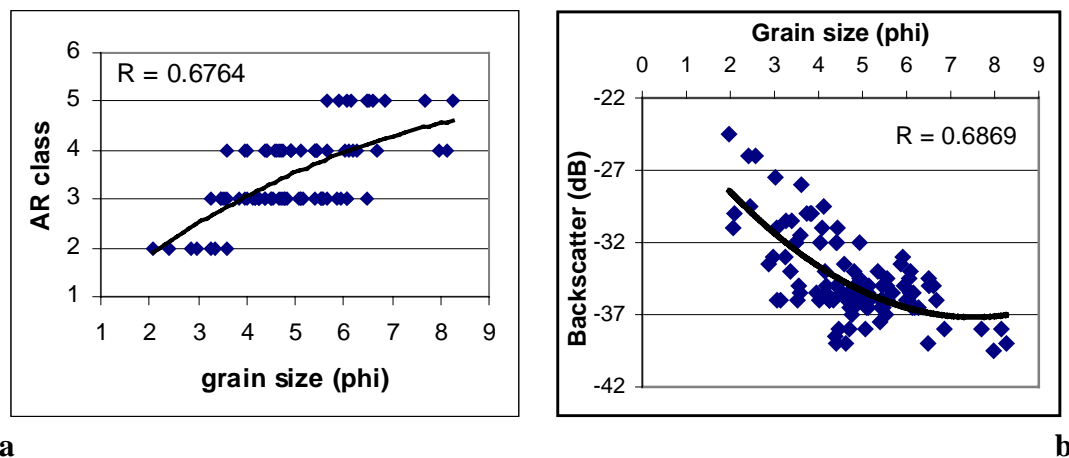 6
R = 0.6764
5
4
3
2
1
AR class
1 2 3 4 5 6 7 8 9
grain size (phi)
a
Grain size (phi)
0 1 2 3 4 5 6 7 8 9
-22
R = 0.6869
-27
-32
-37
-42
Backscatter (dB)
b